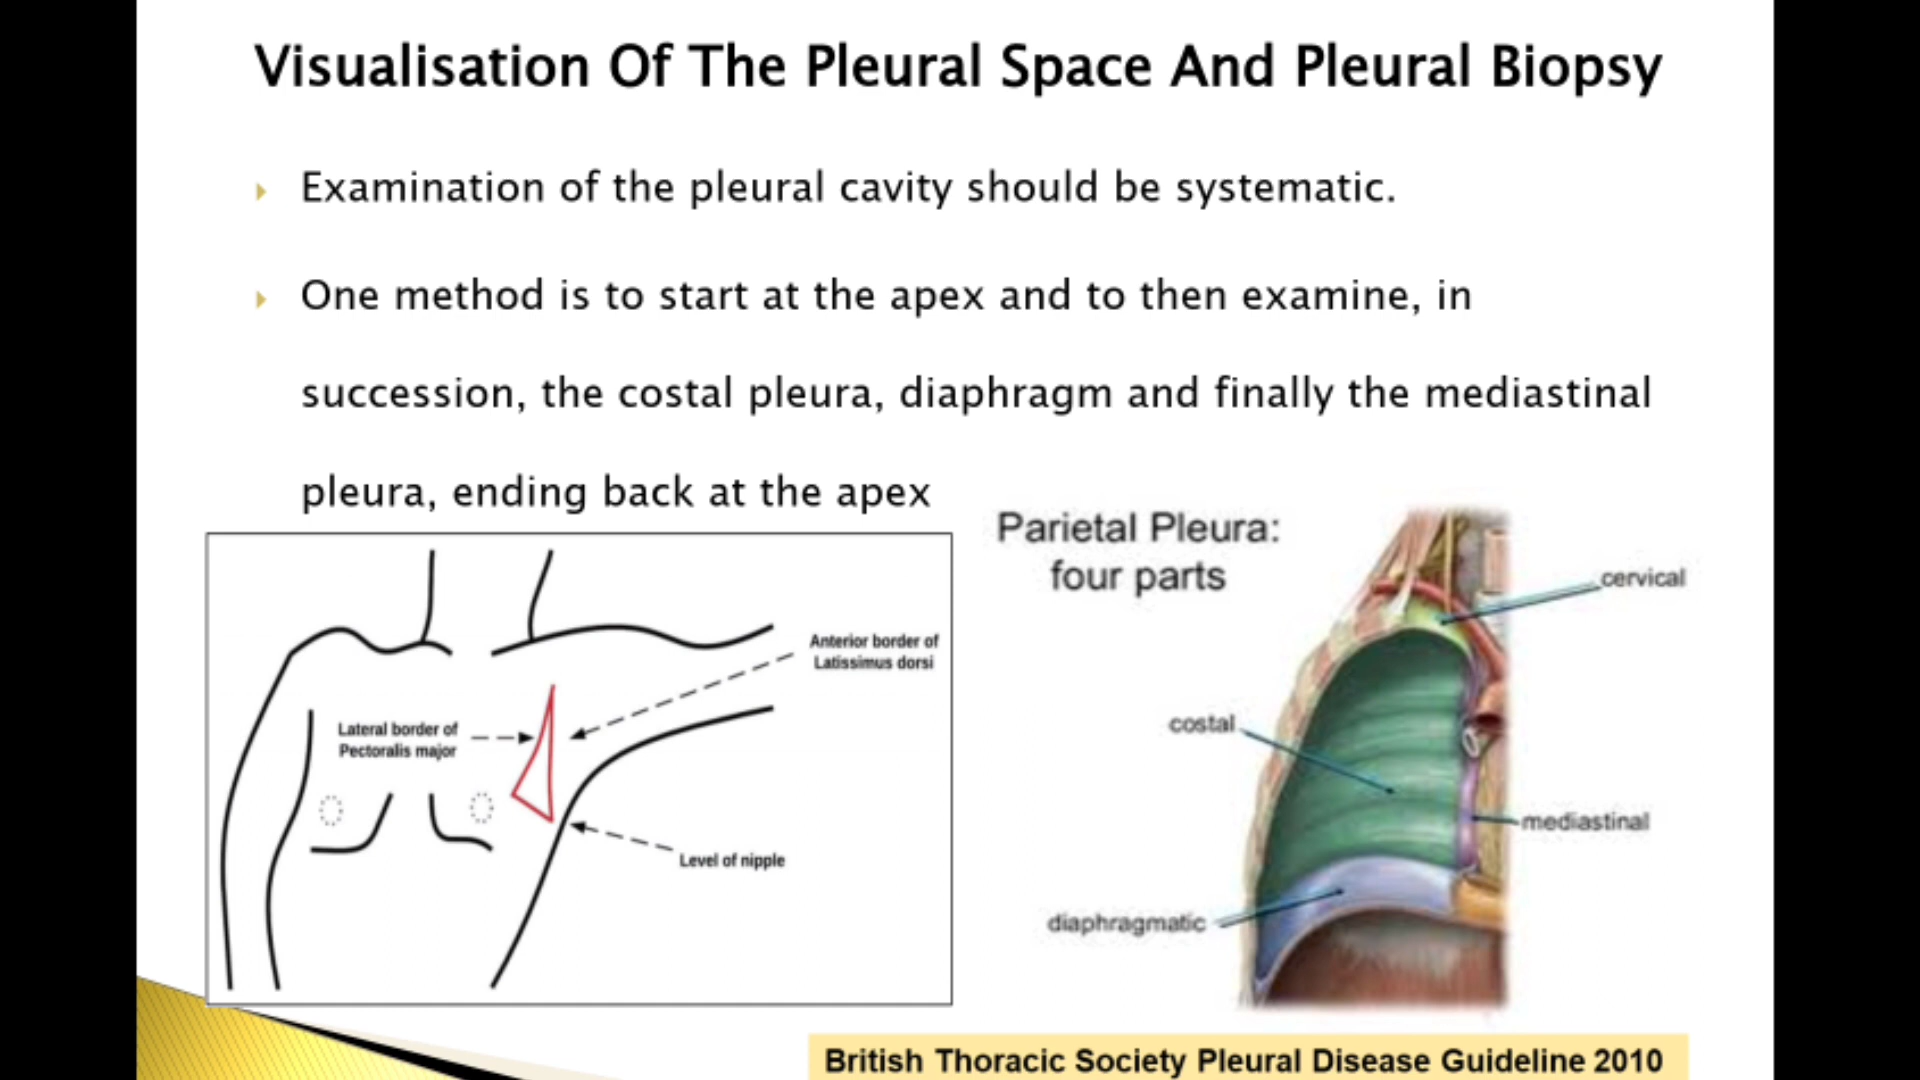 Visualisation Of The Pleural Space And Pleural Biopsy
Examination of the pleural cavity should be systematic.
One method is to start at the apex and to then examine, in
succession, the costal pleura, diaphragm and finally the mediastinal
pleura, ending back at the apex
Anterior border of
Latissimus dorsi
Lateral border of
Pectoralis major
Level of nipple
Parietal Pleura:
four parts
cervical
costal
mediastinal
diaphragmatic
British Thoracic Society Pleural Disease Guideline 2010